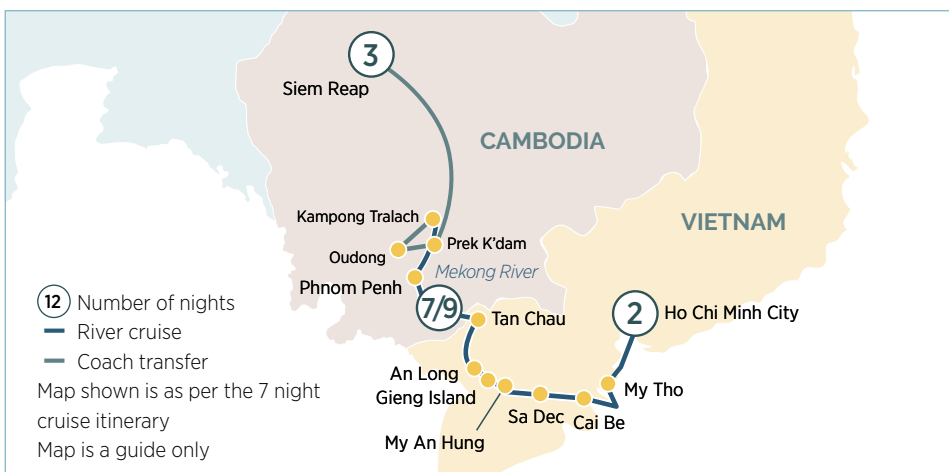 3
Siem Reap
CAMBODIA
Kampong Tralach
VIETNAM
Prek K'dam
Oudong
Mekong River
Phnom Penh
7/9
2
Ho Chi Minh City
Tan Chau
12 Number of nights
River cruise
Coach transfer
Map shown is as per the 7 night
cruise itinerary
Map is a guide only
An Long
Gieng Island
My Tho
Sa Dec
Cai Be
My An Hung